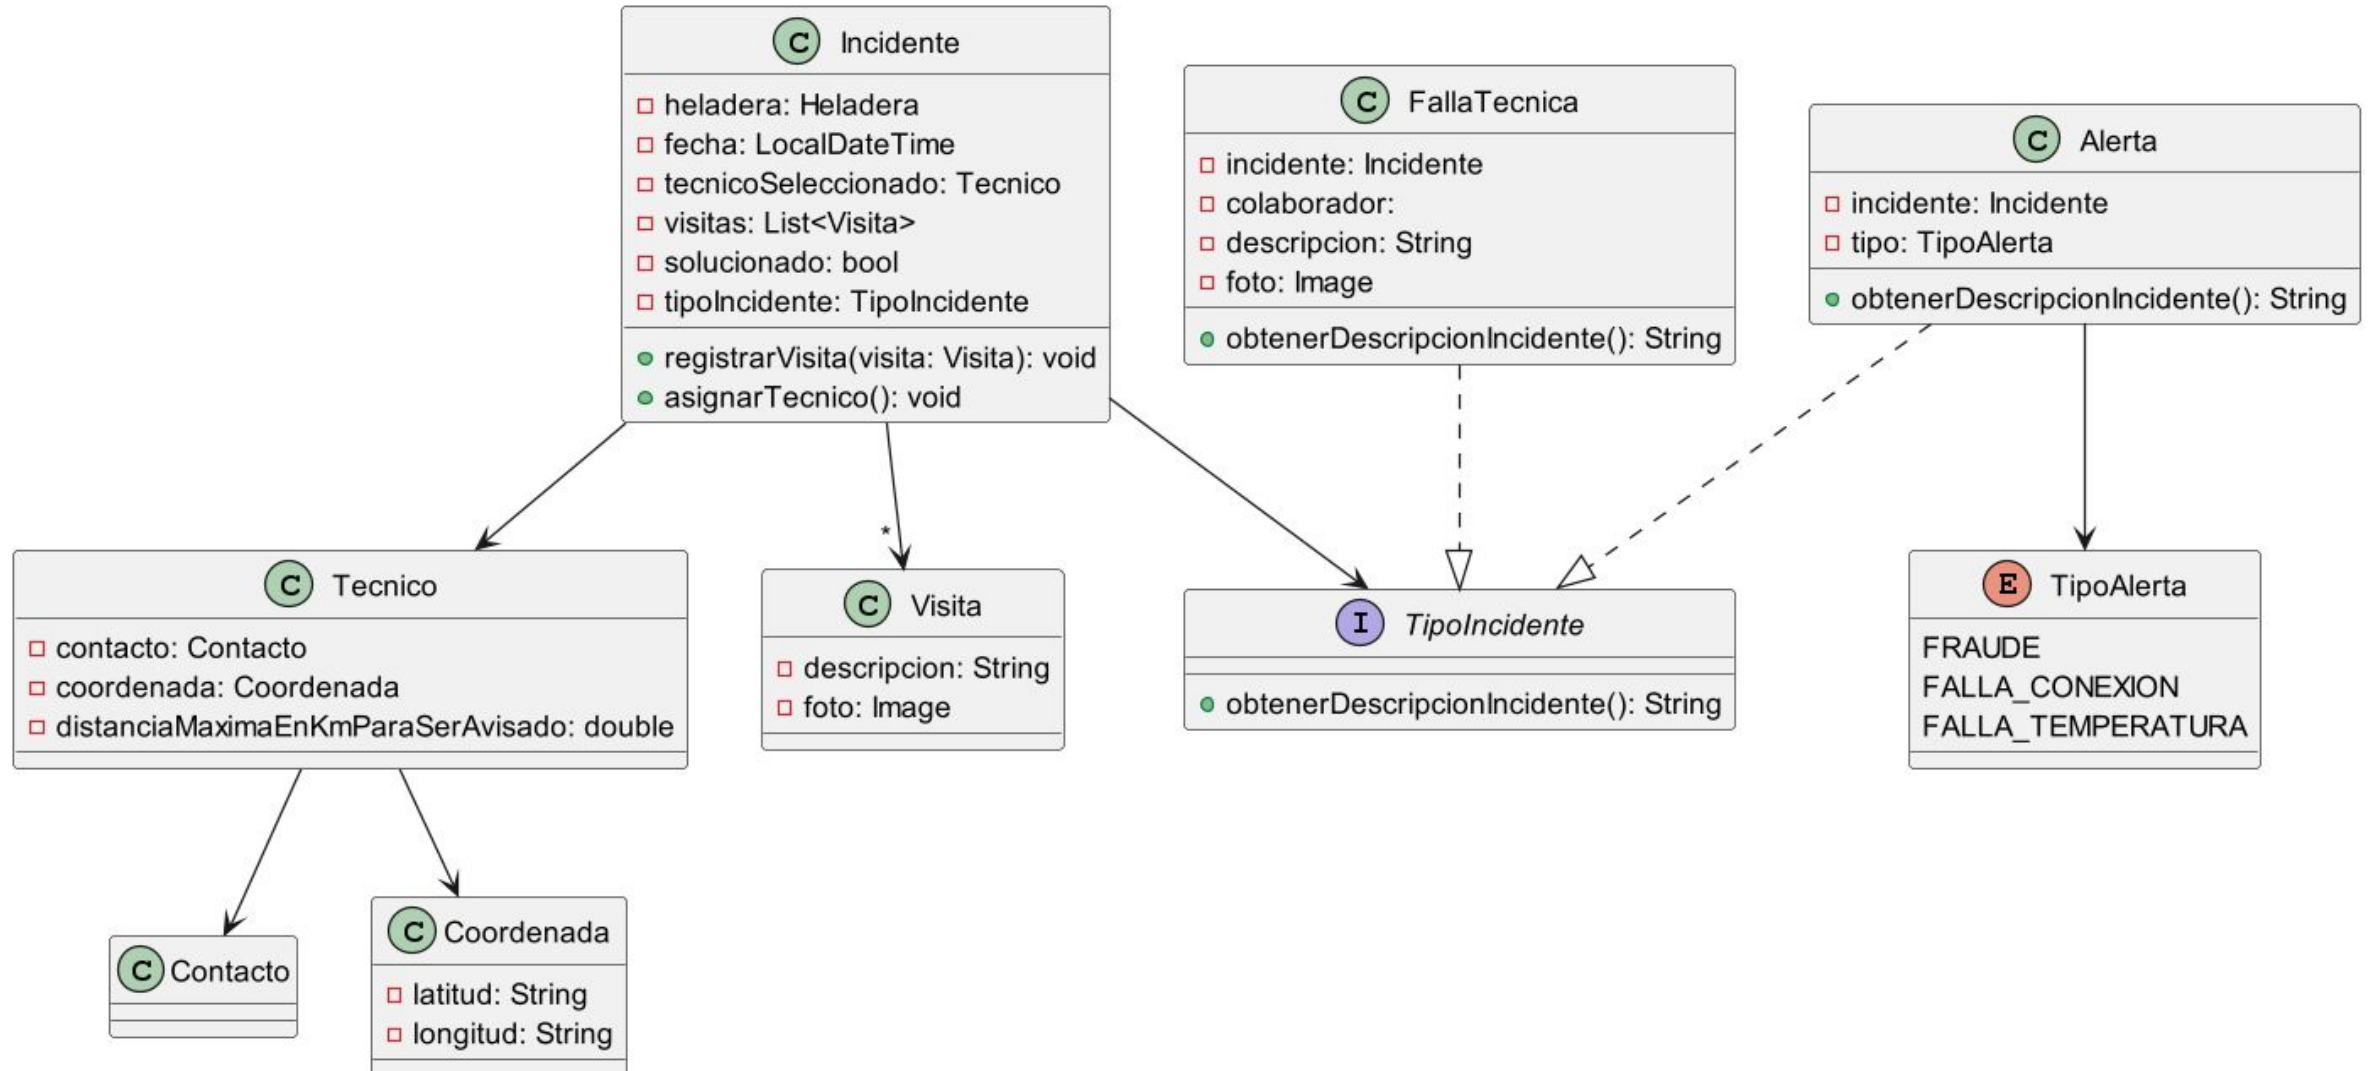 C Incidente
heladera: Heladera
fecha: LocalDateTime
tecnicoSeleccionado: Tecnico
visitas: List<Visita>
solucionado: bool
tipoIncidente: TipoIncidente
registrarVisita(visita: Visita): void
asignarTecnico(): void
C FallaTecnica
incidente: Incidente
colaborador:
descripcion: String
foto: Image
obtenerDescripcionIncidente(): String
C Alerta
incidente: Incidente
tipo: TipoAlerta
obtenerDescripcionIncidente(): String
*
C Tecnico
contacto: Contacto
coordenada: Coordenada
distanciaMaximaEnKmParaSerAvisado: double
C Visita
descripcion: String
foto: Image
I TipoIncidente
obtenerDescripcionIncidente(): String
E TipoAlerta
FRAUDE
FALLA_CONEXION
FALLA_TEMPERATURA
C Contacto
C Coordenada
latitud: String
longitud: String